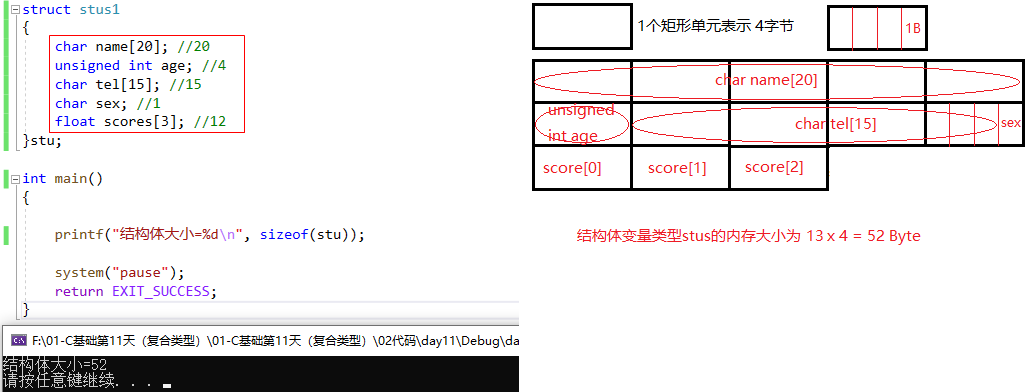 struct stus1
{
char name[20]; //20
unsigned int age; //4
char tel[15]; //15
char sex; //1
float scores[3]; //12
}stu;
int main()
{
printf("结构体大小=%d\n", sizeof(stu));
system("pause");
return EXIT_SUCCESS;
}
F:\01-C基础第11天（复合类型）\01-C基础第11天（复合类型）\02代码\day11\Debug\da
结构体大小=52
请按任意键继续. . .
1个矩形单元表示 4字节
1B
char name[20]
unsigned
int age
char tel[15]
sex
score[0]
score[1]
score[2]
结构体变量类型stus的内存大小为 13 x 4 = 52 Byte